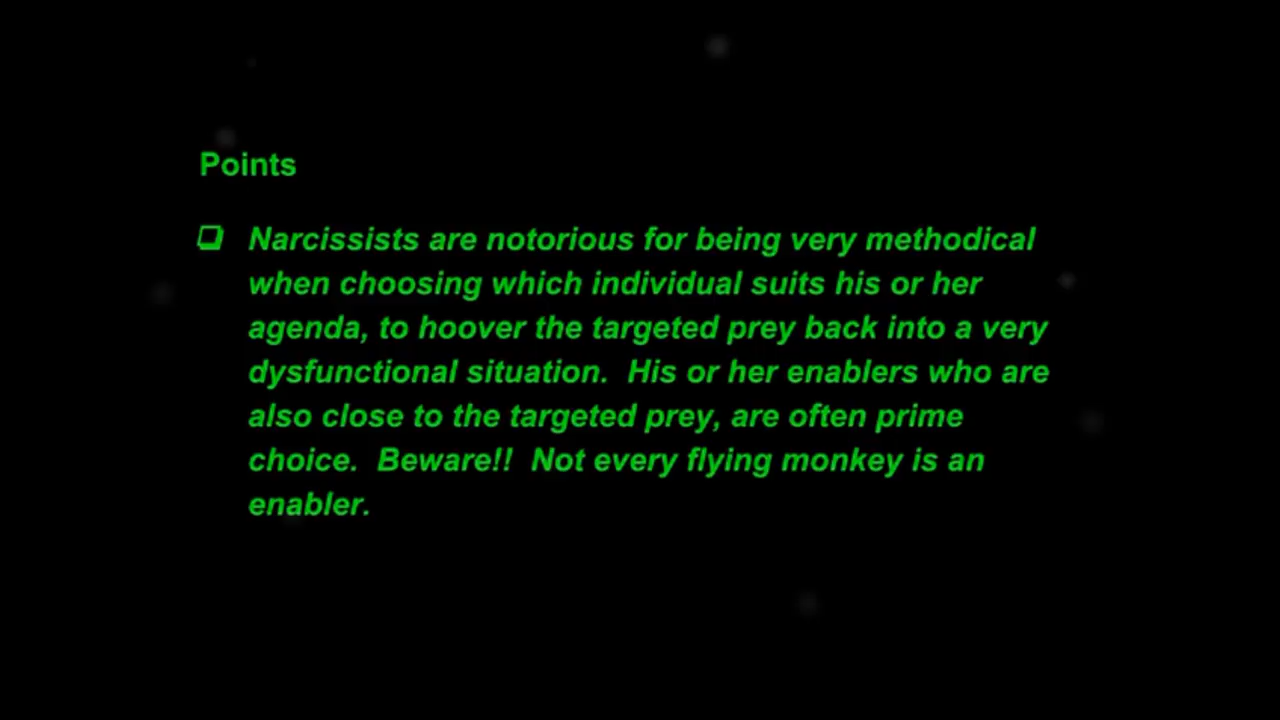 Points
❑ Narcissists are notorious for being very methodical
when choosing which individual suits his or her
agenda, to hoover the targeted prey back into a very
dysfunctional situation.  His or her enablers who are
also close to the targeted prey, are often prime
choice.  Beware!!  Not every flying monkey is an
enabler.